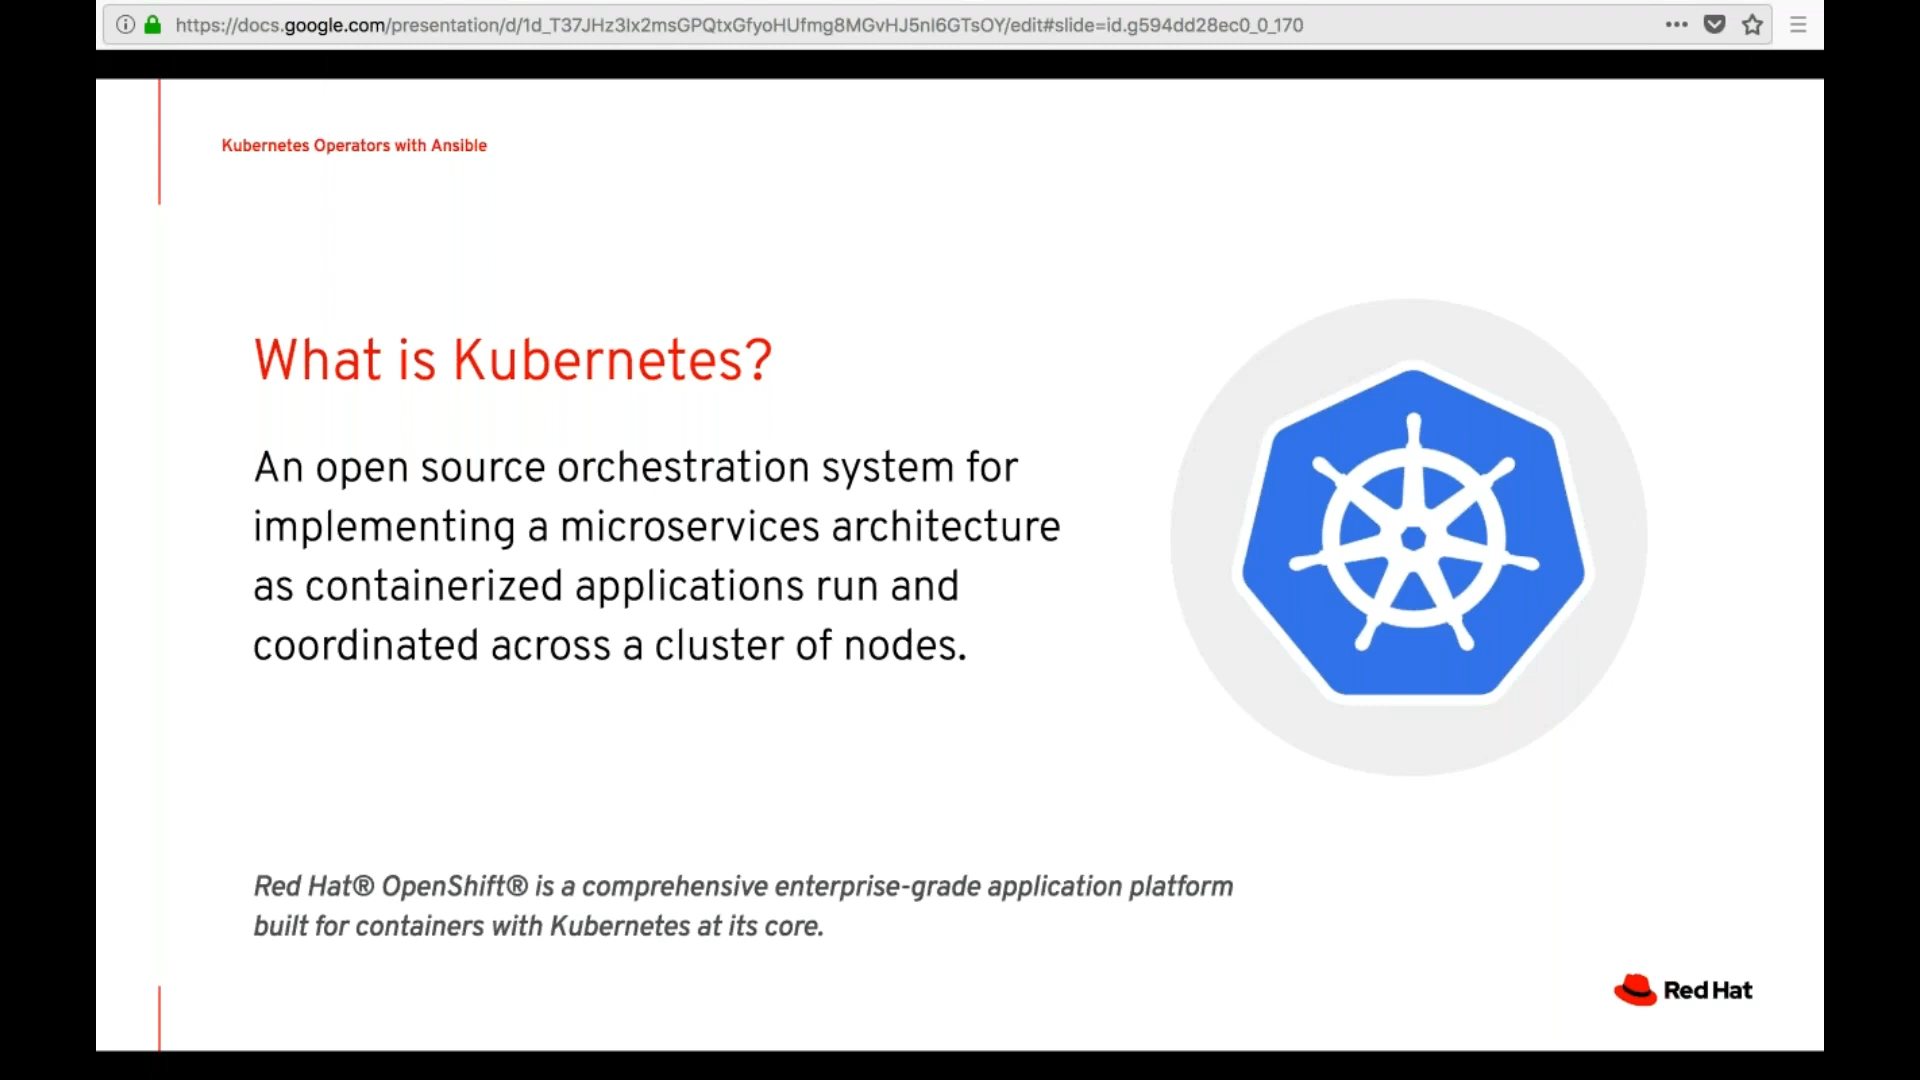 https://docs.google.com/presentation/d/1d_T37JHz3Ix2msGPQtxGfyoHUfmg8MGvHJ5nI6GTsOY/edit#slide=id.g594dd28ec0_0_170
Kubernetes Operators with Ansible
What is Kubernetes?
An open source orchestration system for
implementing a microservices architecture
as containerized applications run and
coordinated across a cluster of nodes.
Red Hat® OpenShift® is a comprehensive enterprise-grade application platform
built for containers with Kubernetes at its core.
Red Hat